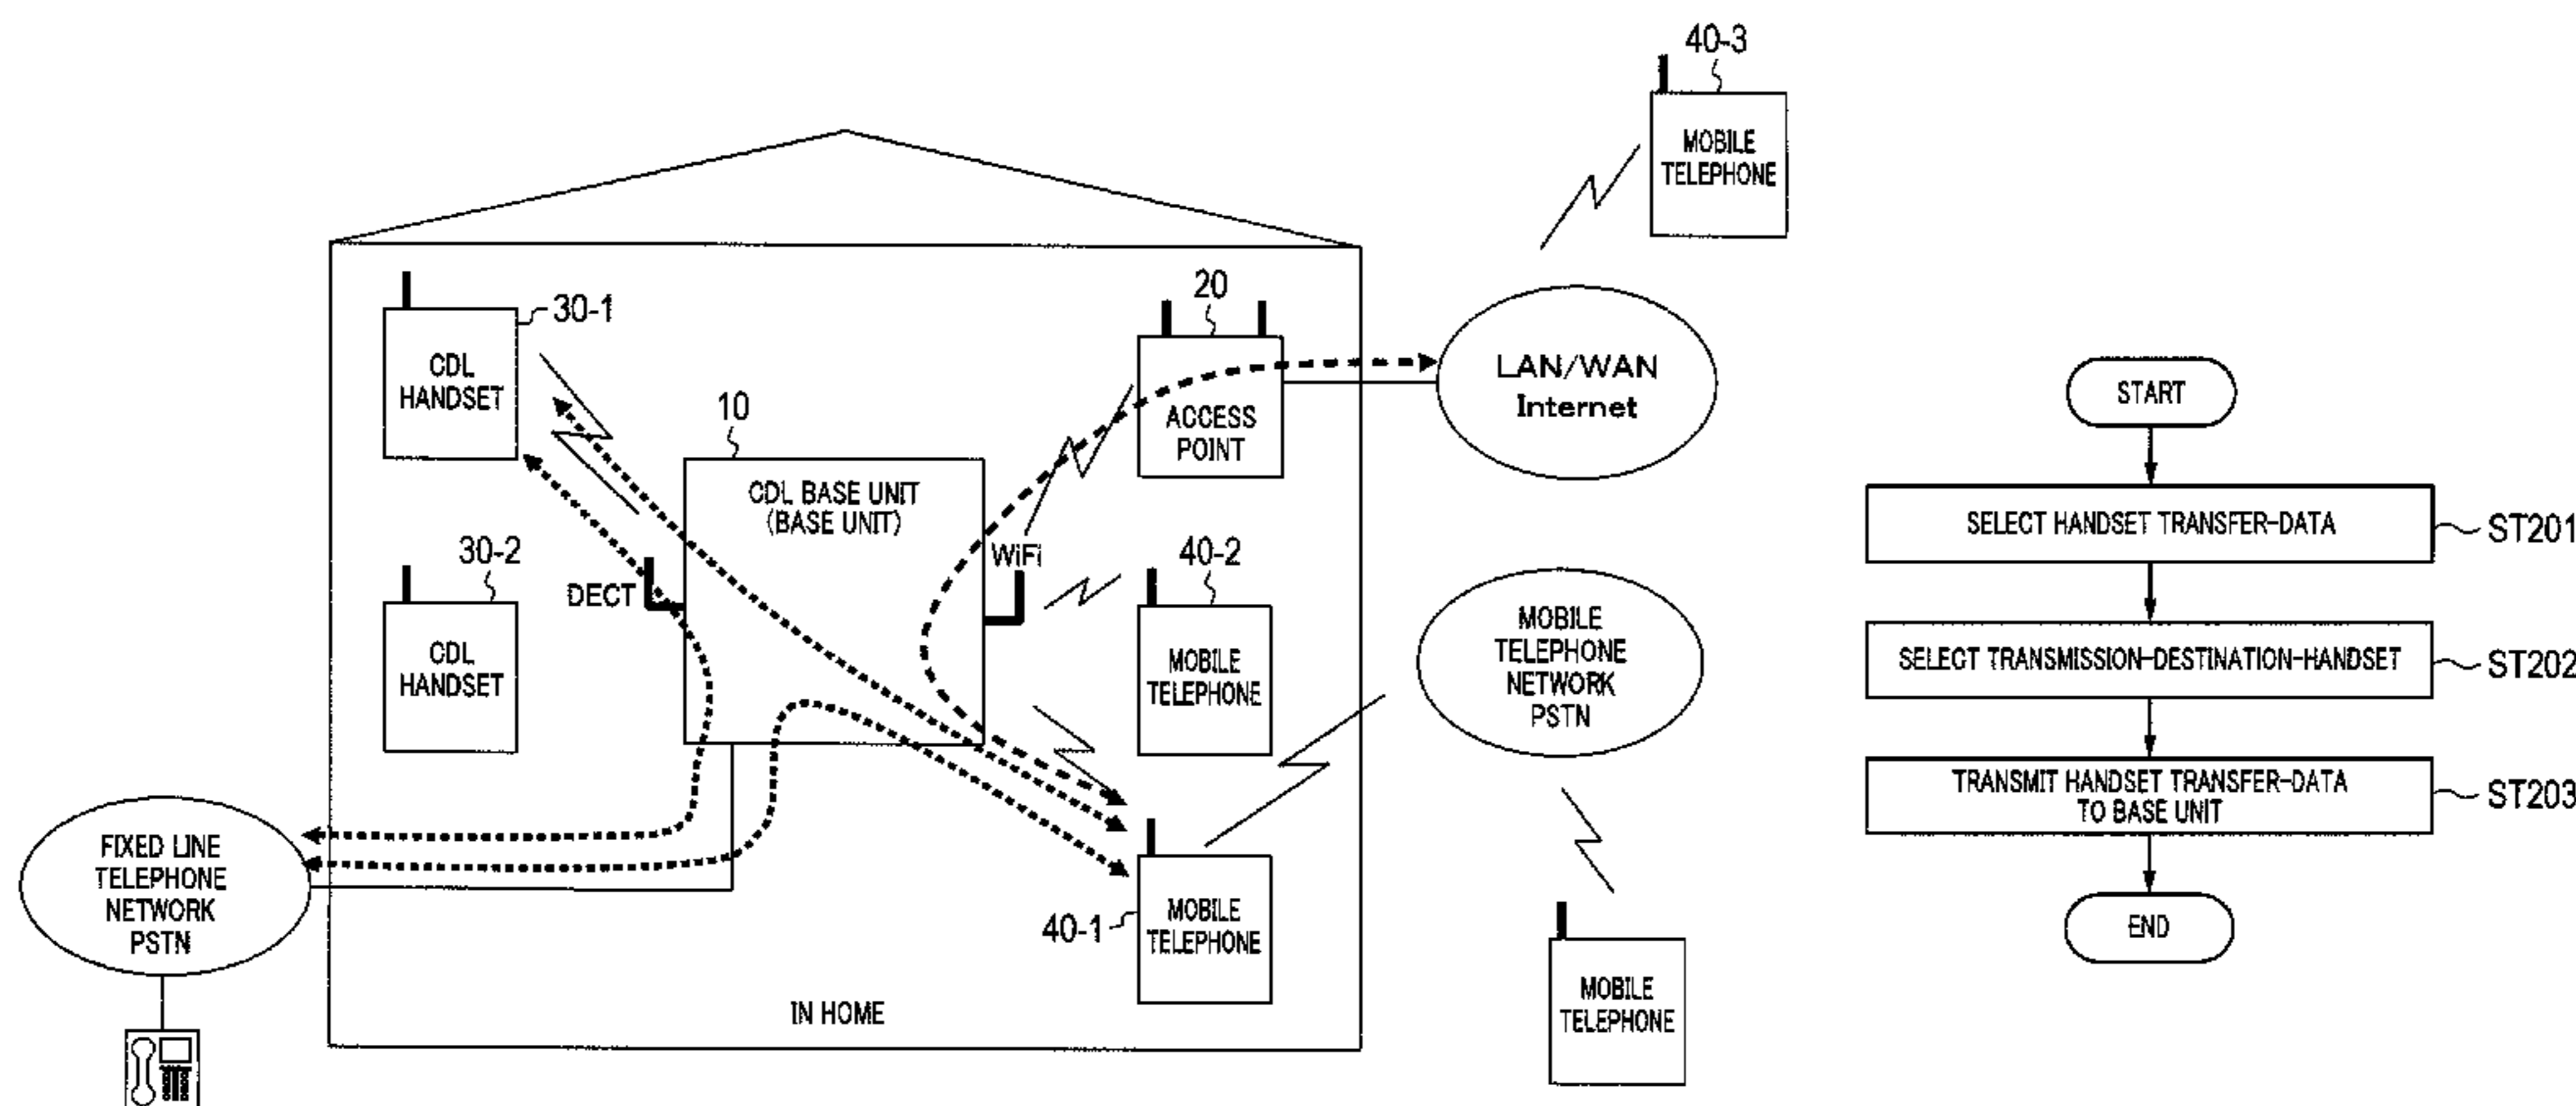 40-3
MOBILE
TELEPHONE
20
30-1
CDL
HANDSET
ACCESS
POINT
LAN/WAN
Internet
10
CDL BASE UNIT
(BASE UNIT)
WiFi
DECT
30-2
CDL
HANDSET
40-2
MOBILE
TELEPHONE
MOBILE
TELEPHONE
NETWORK
PSTN
FIXED LINE
TELEPHONE
NETWORK
PSTN
40-1
MOBILE
TELEPHONE
IN HOME
MOBILE
TELEPHONE
START
SELECT HANDSET TRANSFER-DATA
ST201
SELECT TRANSMISSION-DESTINATION-HANDSET
ST202
TRANSMIT HANDSET TRANSFER-DATA
TO BASE UNIT
ST203
END